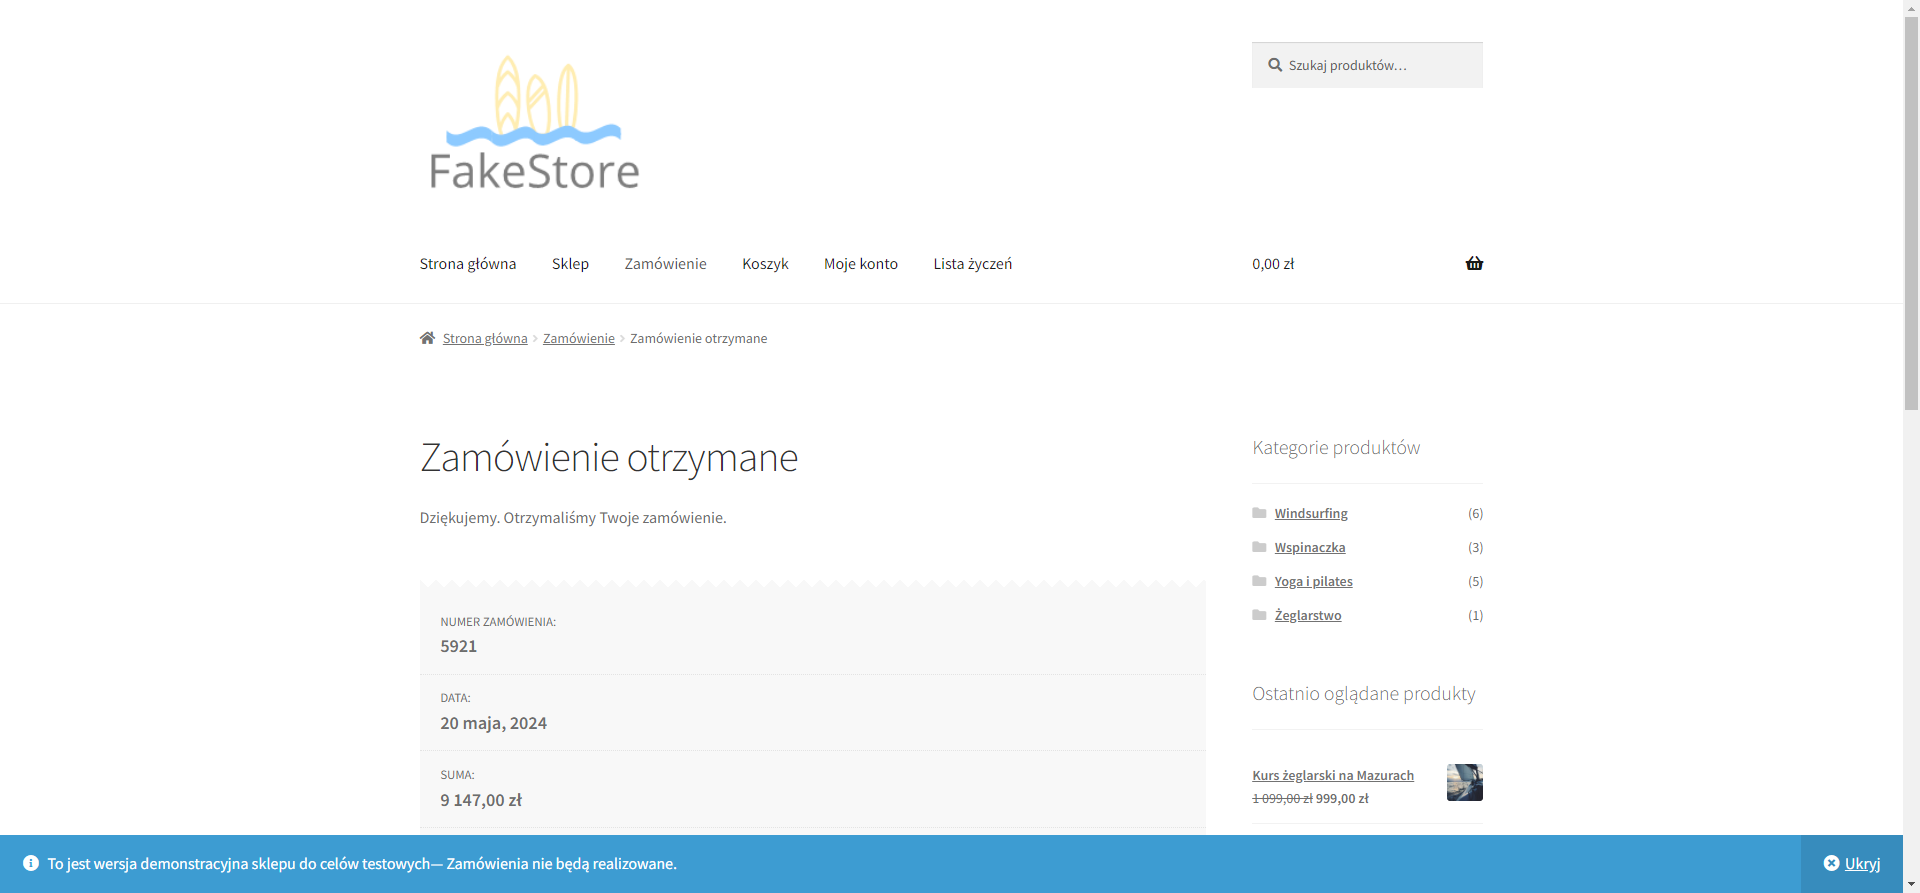 FakeStore
Szukaj produktów…
Strona główna Sklep Zamówienie Koszyk Moje konto Lista życzeń 0,00 zł
Strona główna Zamówienie Zamówienie otrzymane
Zamówienie otrzymane
Dziękujemy. Otrzymaliśmy Twoje zamówienie.
NUMER ZAMÓWIENIA:
5921
DATA:
20 maja, 2024
SUMA:
9 147,00 zł
Kategorie produktów
Windsurfing (6)
Wspinaczka (3)
Yoga i pilates (5)
Żeglarstwo (1)
Ostatnio oglądane produkty
Kurs żeglarski na Mazurach
1 099,00 zł 999,00 zł
To jest wersja demonstracyjna sklepu do celów testowych— Zamówienia nie będą realizowane. Ukryj